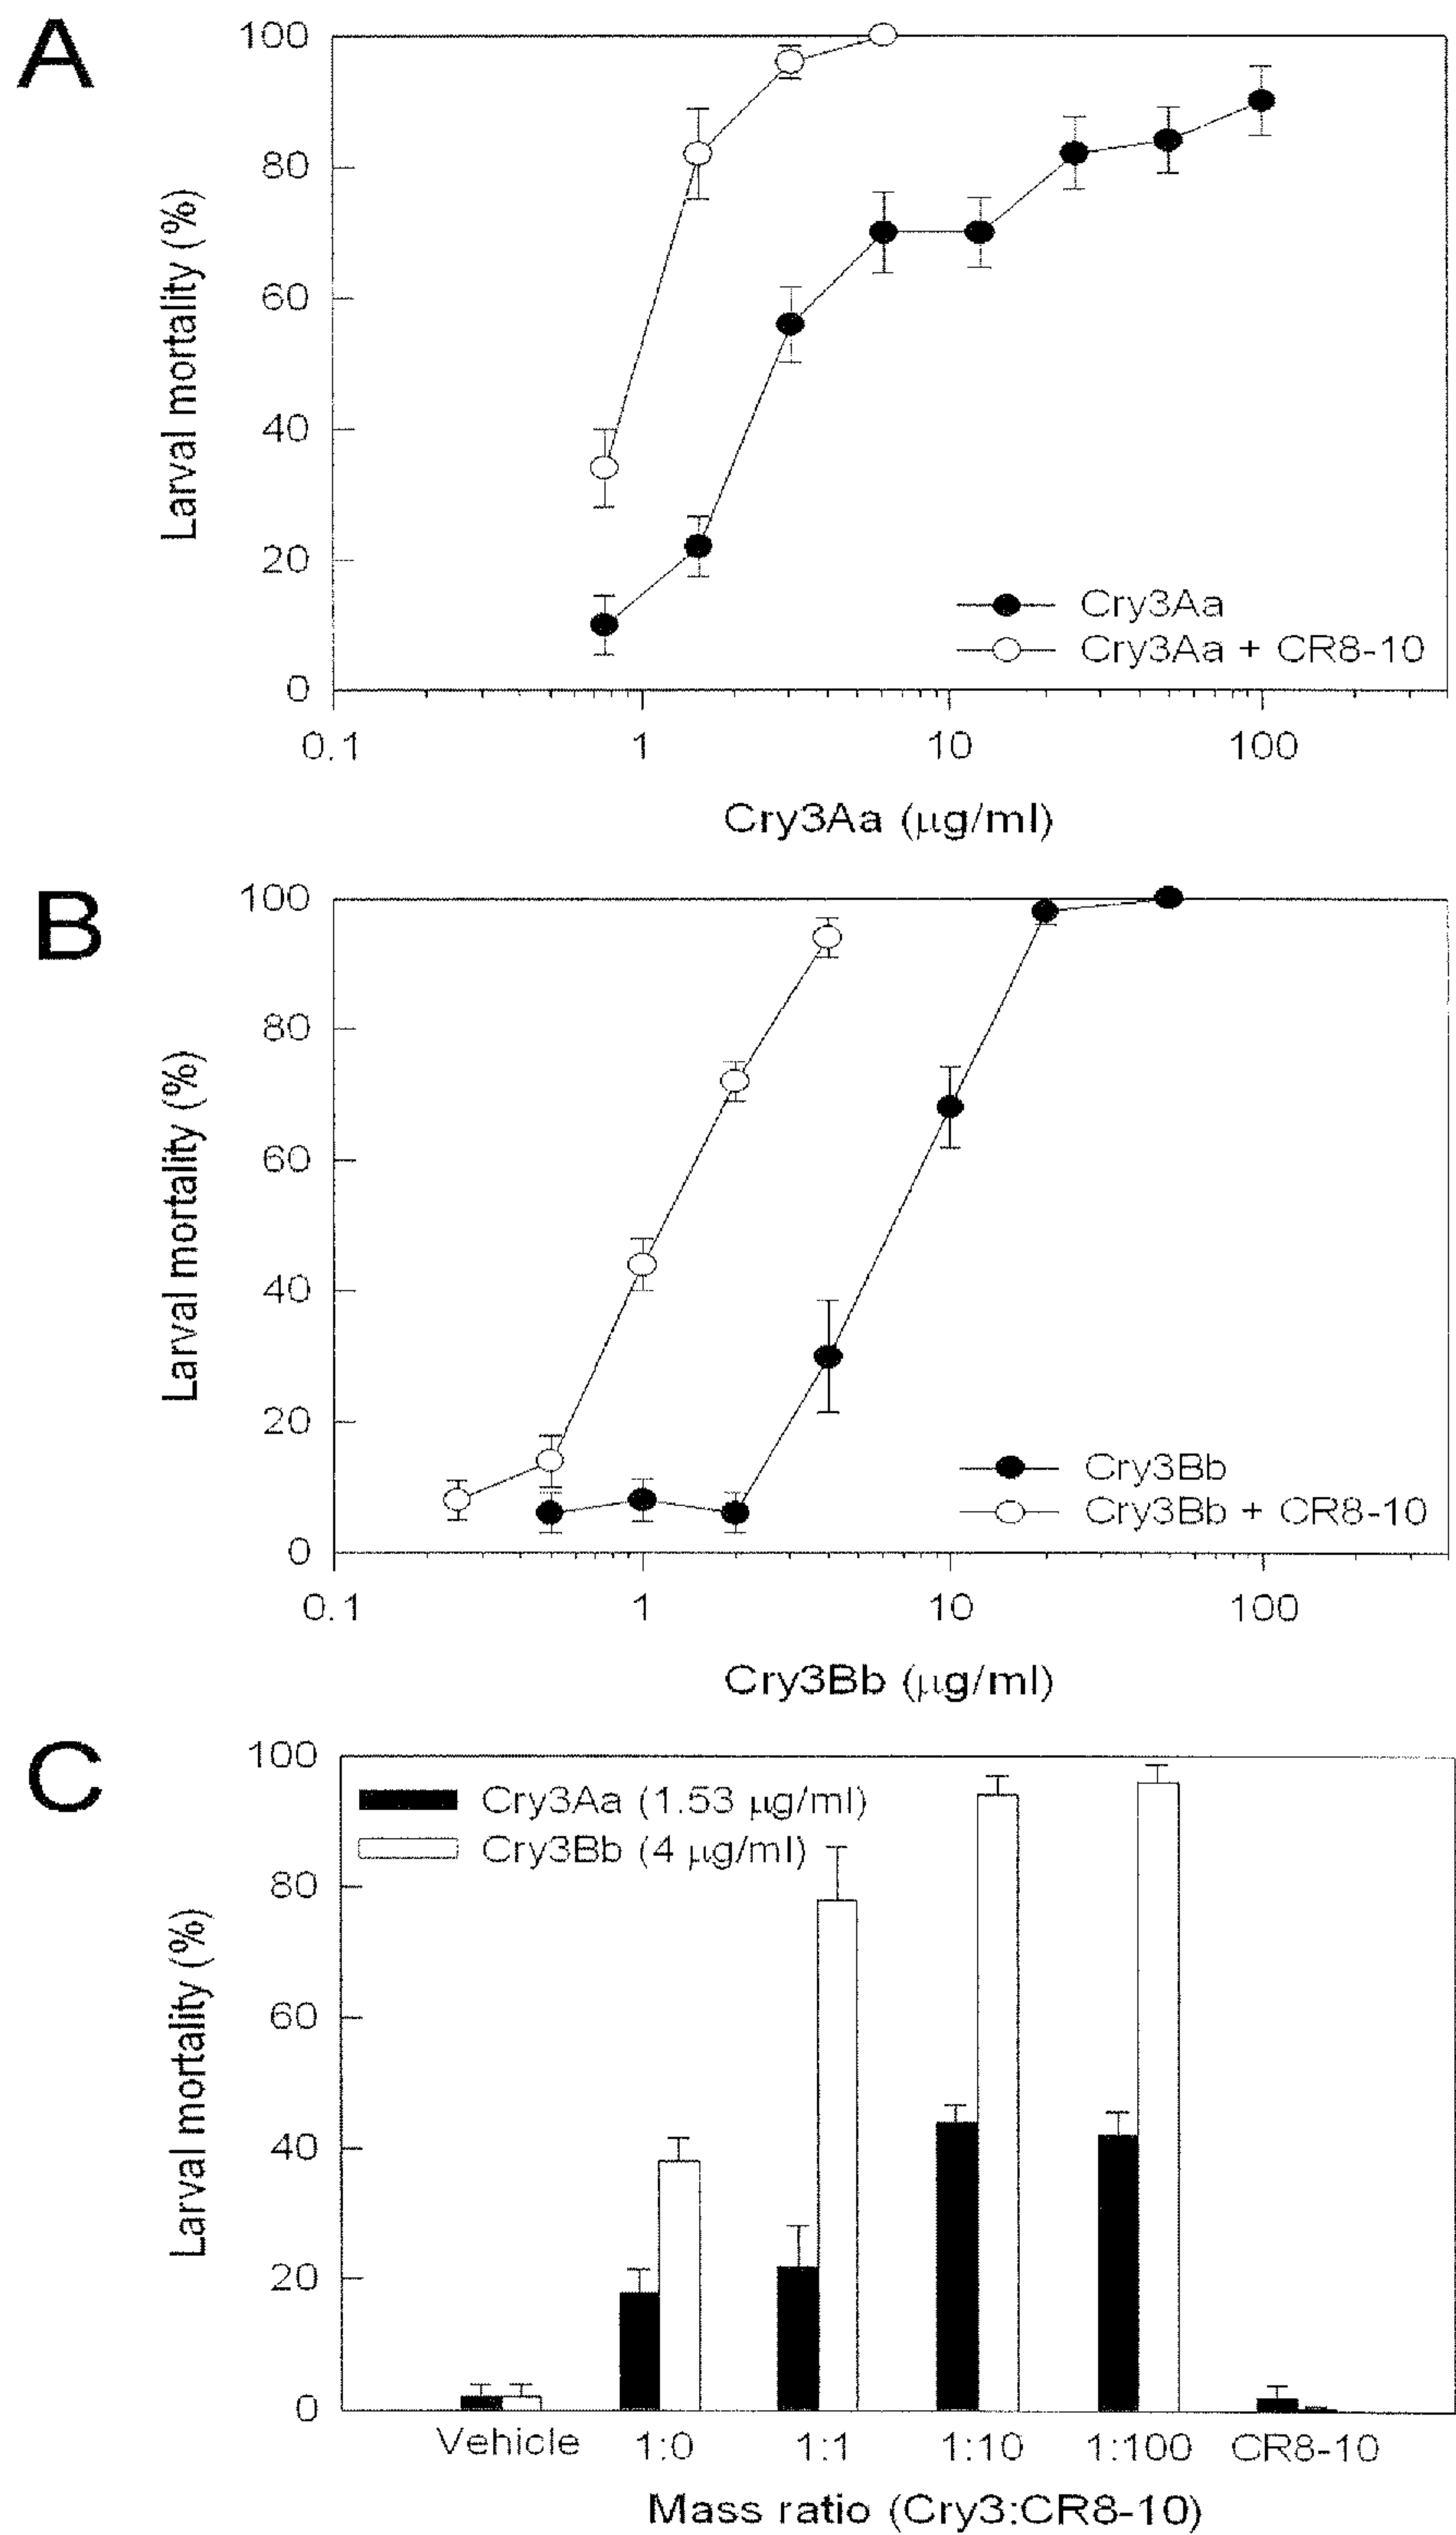 A
Larval mortality (%)
100
80
60
40
20
0
Cry3Aa
Cry3Aa + CR8-10
0.1 1 10 100
Cry3Aa (μg/ml)
B
Larval mortality (%)
100
80
60
40
20
0
Cry3Bb
Cry3Bb + CR8-10
0.1 1 10 100
Cry3Bb (μg/ml)
C
Larval mortality (%)
100
80
60
40
20
0
Cry3Aa (1.53 μg/ml)
Cry3Bb (4 μg/ml)
Vehicle 1:0 1:1 1:10 1:100 CR8-10
Mass ratio (Cry3:CR8-10)